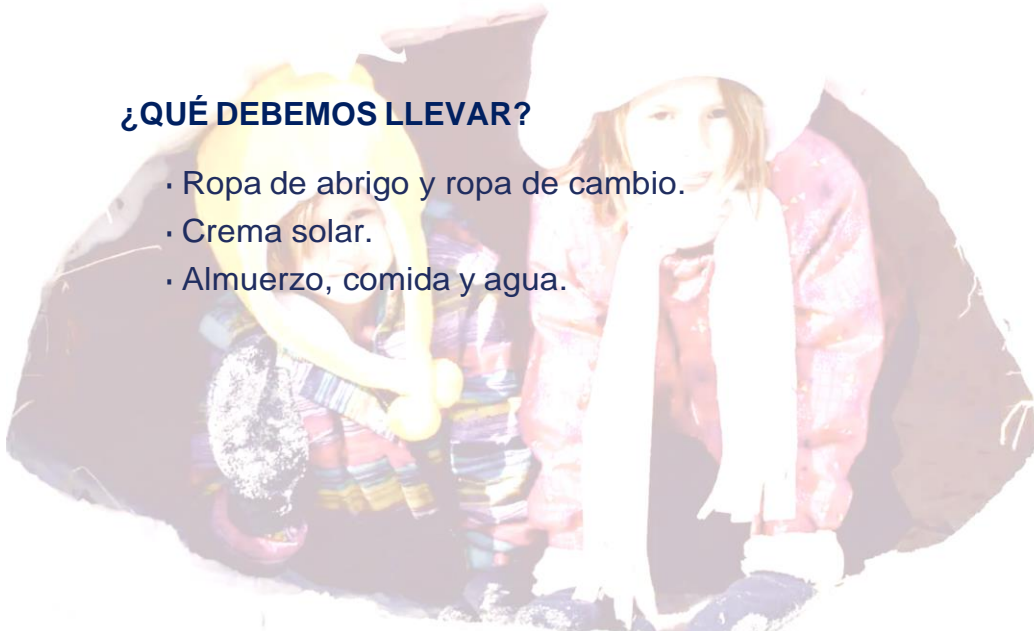 ¿QUÉ DEBEMOS LLEVAR?
· Ropa de abrigo y ropa de cambio.
· Crema solar.
· Almuerzo, comida y agua.